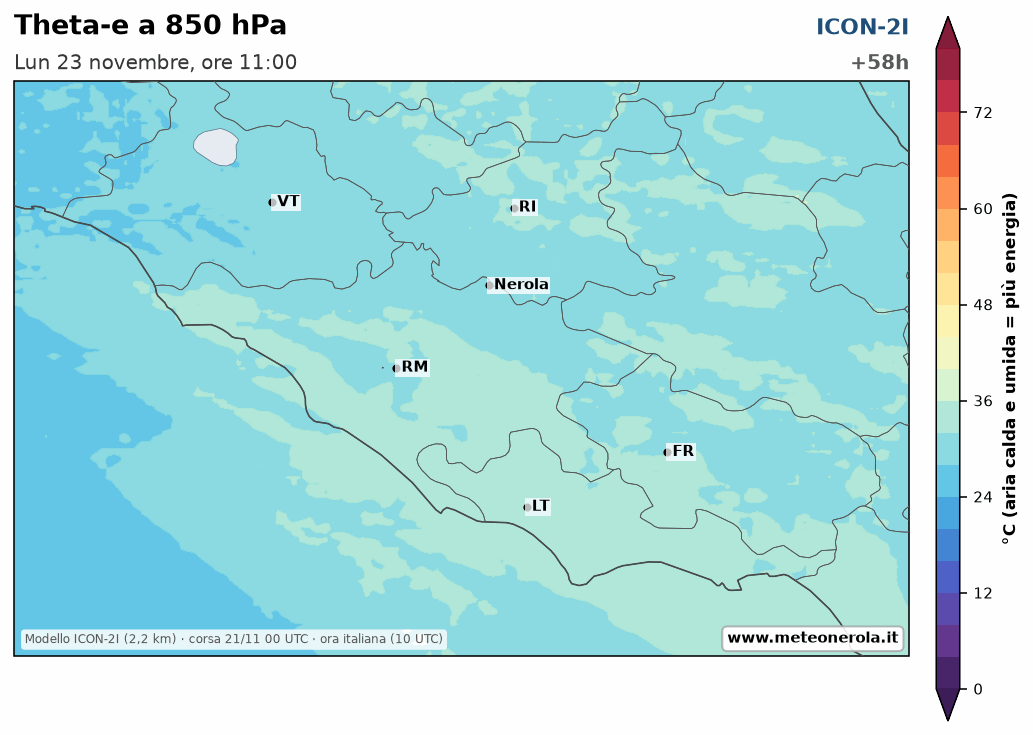 Theta-e a 850 hPa
ICON-2I
Lun 23 novembre, ore 11:00
+58h
VT
RI
Nerola
RM
FR
LT
72
60
48
36
24
12
0
°C (aria calda e umida = più energia)
Modello ICON-2I (2,2 km) · corsa 21/11 00 UTC · ora italiana (10 UTC)
www.meteonerola.it